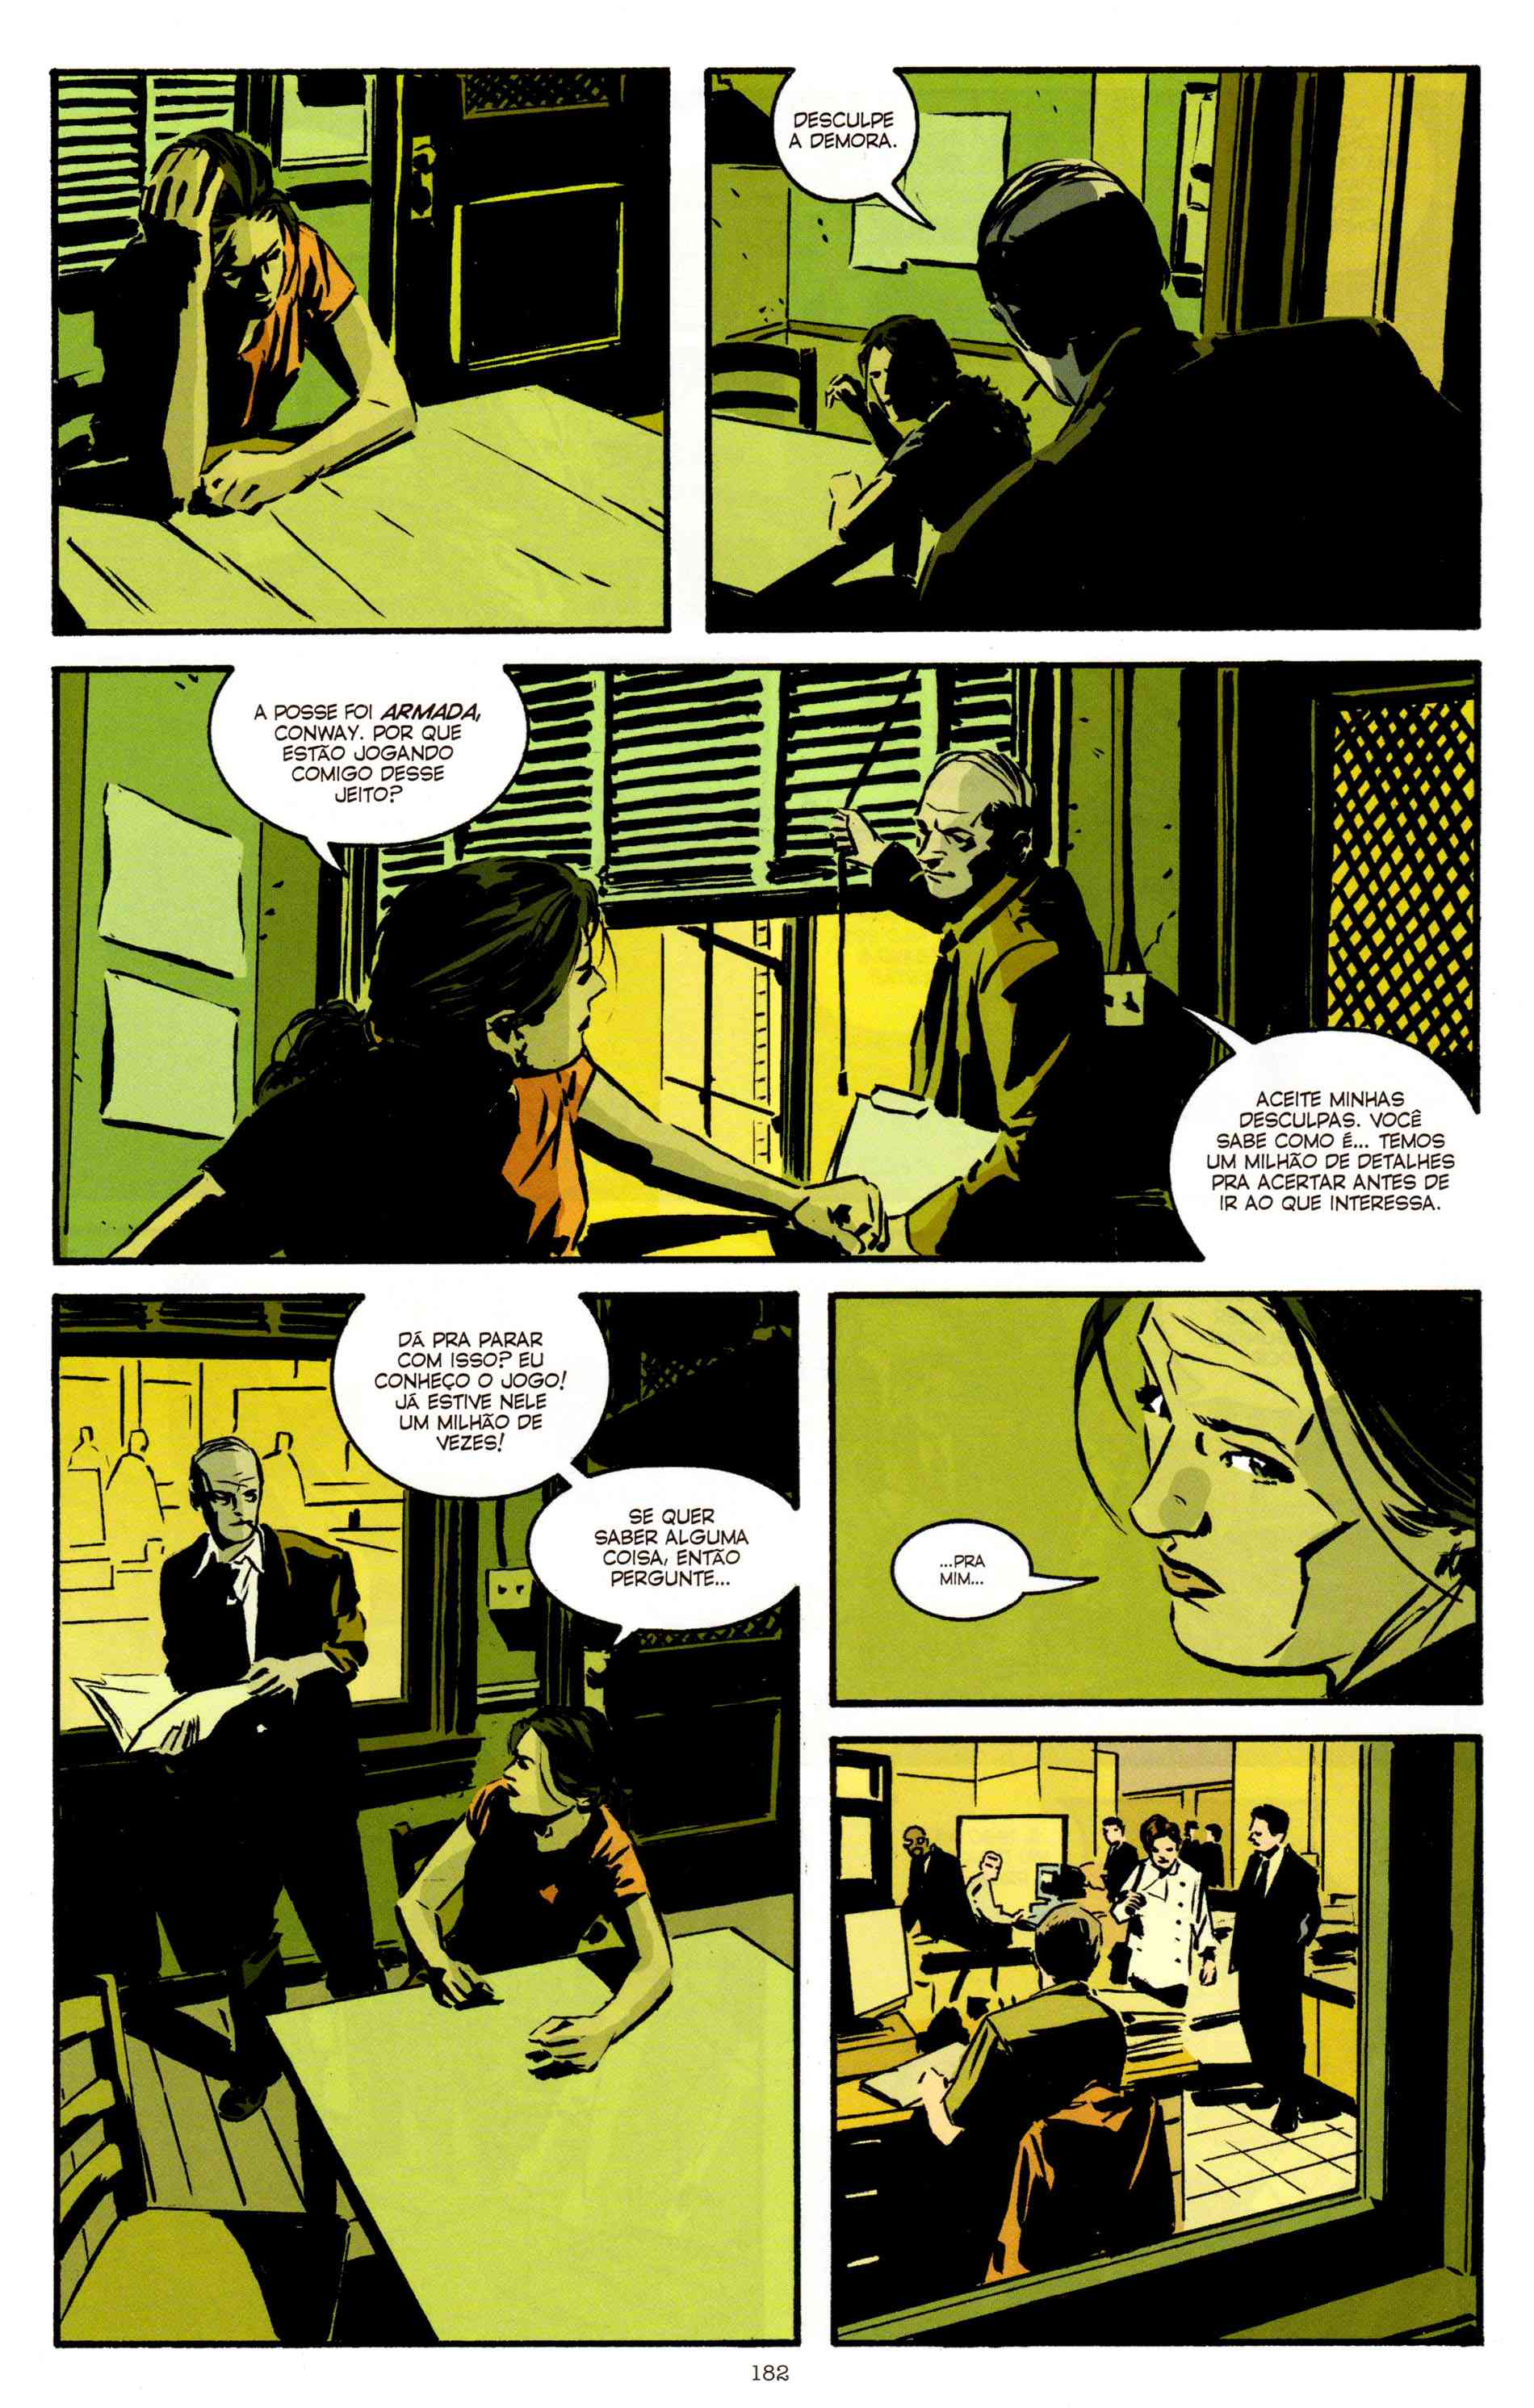 DESCULPE
A DEMORA.
A POSSE FOI ARMADA,
CONWAY. POR QUE
ESTÃO JOGANDO
COMIGO DESSE
JEITO?
ACEITE MINHAS
DESCULPAS. VOCÊ
SABE COMO É... TEMOS
UM MILHÃO DE DETALHES
PRA ACERTAR ANTES DE
IR AO QUE INTERESSA.
DÁ PRA PARAR
COM ISSO? EU
CONHEÇO O JOGO!
JÁ ESTIVE NELE
UM MILHÃO DE
VEZES!
SE QUER
SABER ALGUMA
COISA, ENTÃO
PERGUNTE...
...PRA
MIM...
182